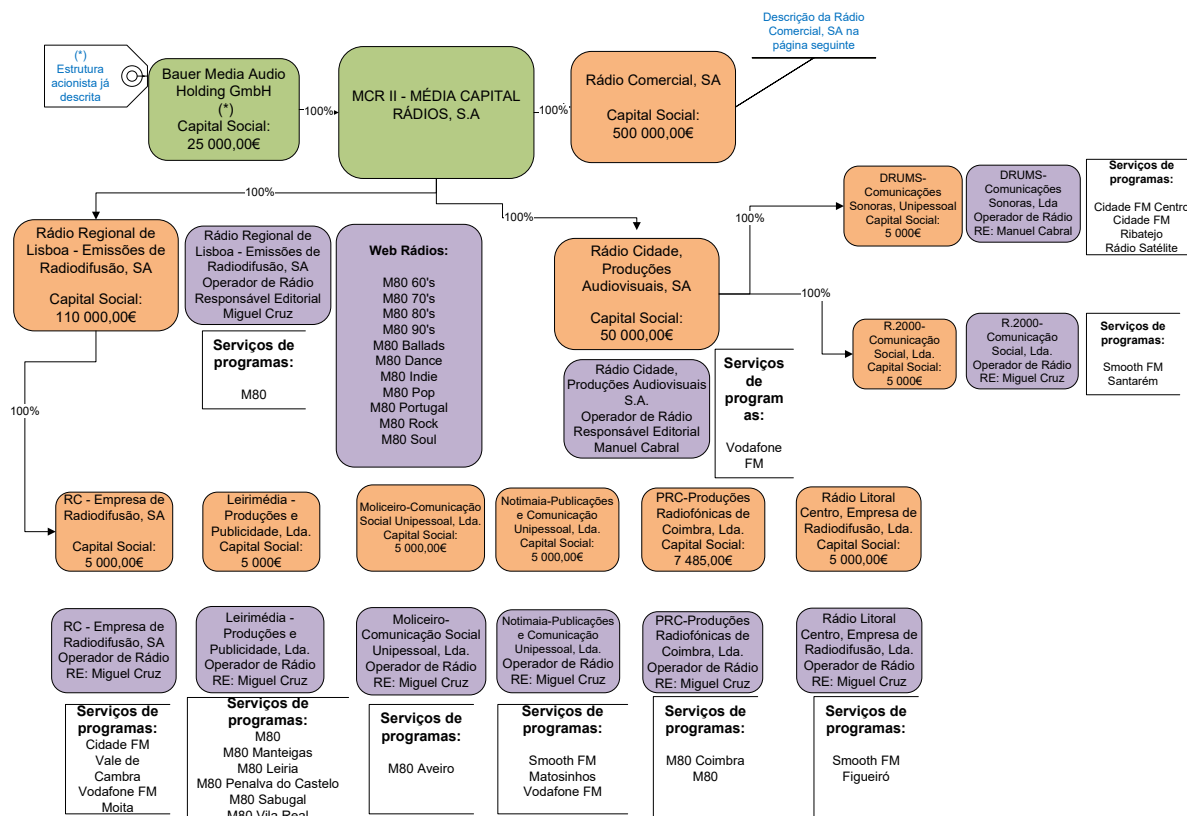 (*)
Estrutura
acionista já
descrita
Bauer Media Audio
Holding GmbH
(*)
Capital Social:
25 000,00€
100%
MCR II - MÉDIA CAPITAL
RÁDIOS, S.A
100%
Rádio Comercial, SA
Capital Social:
500 000,00€
Descrição da Rádio
Comercial, SA na
página seguinte
100%
100%
Rádio Regional de
Lisboa - Emissões de
Radiodifusão, SA
Capital Social:
110 000,00€
Rádio Regional de
Lisboa - Emissões de
Radiodifusão, SA
Operador de Rádio
Responsável Editorial
Miguel Cruz
Serviços de
programas:
M80
Web Rádios:
M80 60's
M80 70's
M80 80's
M80 90's
M80 Ballads
M80 Dance
M80 Indie
M80 Pop
M80 Portugal
M80 Rock
M80 Soul
Rádio Cidade,
Produções
Audiovisuais, SA
Capital Social:
50 000,00€
Rádio Cidade,
Produções Audiovisuais
S.A.
Operador de Rádio
Responsável Editorial
Manuel Cabral
Serviços
de
program
as:
Vodafone
FM
100%
DRUMS-
Comunicações
Sonoras, Unipessoal
Capital Social:
5 000€
DRUMS-
Comunicações
Sonoras, Lda
Operador de Rádio
RE: Manuel Cabral
Serviços de
programas:
Cidade FM Centro
Cidade FM
Ribatejo
Rádio Satélite
100%
R.2000-
Comunicação
Social, Lda.
Capital Social:
5 000€
R.2000-
Comunicação
Social, Lda.
Operador de Rádio
RE: Miguel Cruz
Serviços de
programas:
Smooth FM
Santarém
100%
RC - Empresa de
Radiodifusão, SA
Capital Social:
5 000,00€
Leirimédia -
Produções e
Publicidade, Lda.
Capital Social:
5 000€
Moliceiro-Comunicação
Social Unipessoal, Lda.
Capital Social:
5 000,00€
Notimaia-Publicações
e Comunicação
Unipessoal, Lda.
Capital Social:
5 000,00€
PRC-Produções
Radiofónicas de
Coimbra, Lda.
Capital Social:
7 485,00€
Rádio Litoral
Centro, Empresa de
Radiodifusão, Lda.
Capital Social:
5 000,00€
RC - Empresa de
Radiodifusão, SA
Operador de Rádio
RE: Miguel Cruz
Leirimédia -
Produções e
Publicidade, Lda.
Operador de Rádio
RE: Miguel Cruz
Moliceiro-
Comunicação Social
Unipessoal, Lda.
Operador de Rádio
RE: Miguel Cruz
Notimaia-Publicações
e Comunicação
Unipessoal, Lda.
Operador de Rádio
RE: Miguel Cruz
PRC-Produções
Radiofónicas de
Coimbra, Lda.
Operador de Rádio
RE: Miguel Cruz
Rádio Litoral
Centro, Empresa de
Radiodifusão, Lda.
Operador de Rádio
RE: Miguel Cruz
Serviços de
programas:
Cidade FM
Vale de
Cambra
Vodafone FM
Moita
Serviços de
programas:
M80
M80 Manteigas
M80 Leiria
M80 Penalva do Castelo
M80 Sabugal
M80 Vila Real
Serviços de
programas:
M80 Aveiro
Serviços de
programas:
Smooth FM
Matosinhos
Vodafone FM
Serviços de
programas:
M80 Coimbra
M80
Serviços de
programas:
Smooth FM
Figueiró